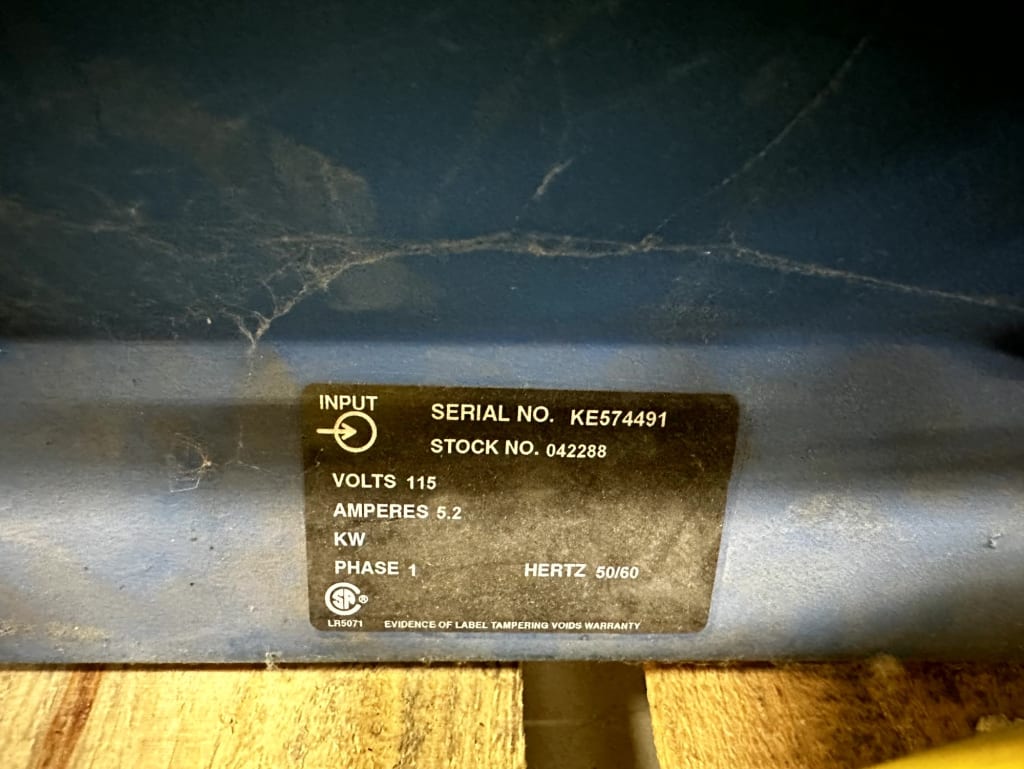 INPUT
SERIAL NO. KE574491
STOCK NO. 042288
VOLTS 115
AMPERES 5.2
KW
PHASE 1 HERTZ 50/60
SA ®
LR5071 EVIDENCE OF LABEL TAMPERING VOIDS WARRANTY